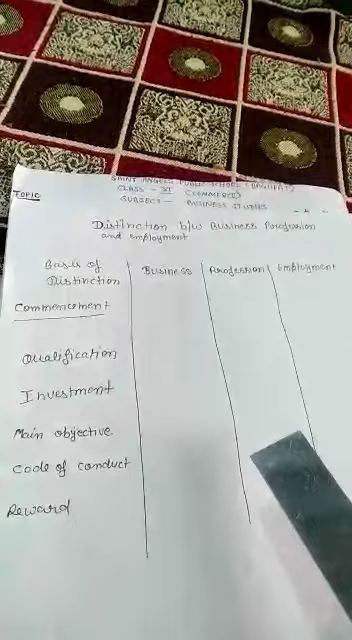 SAINT ANGELS PUBLIC SCHOOL
CLASS - XI (COMMERCE)
TOPIC
SUBJECT - BUSINESS STUDIES
Distinction b/w Business Profession
and employment
Basis of Distinction
Business
Profession
Employment
Commencement
Qualification
Investment
Main objective
Code of conduct
Reward